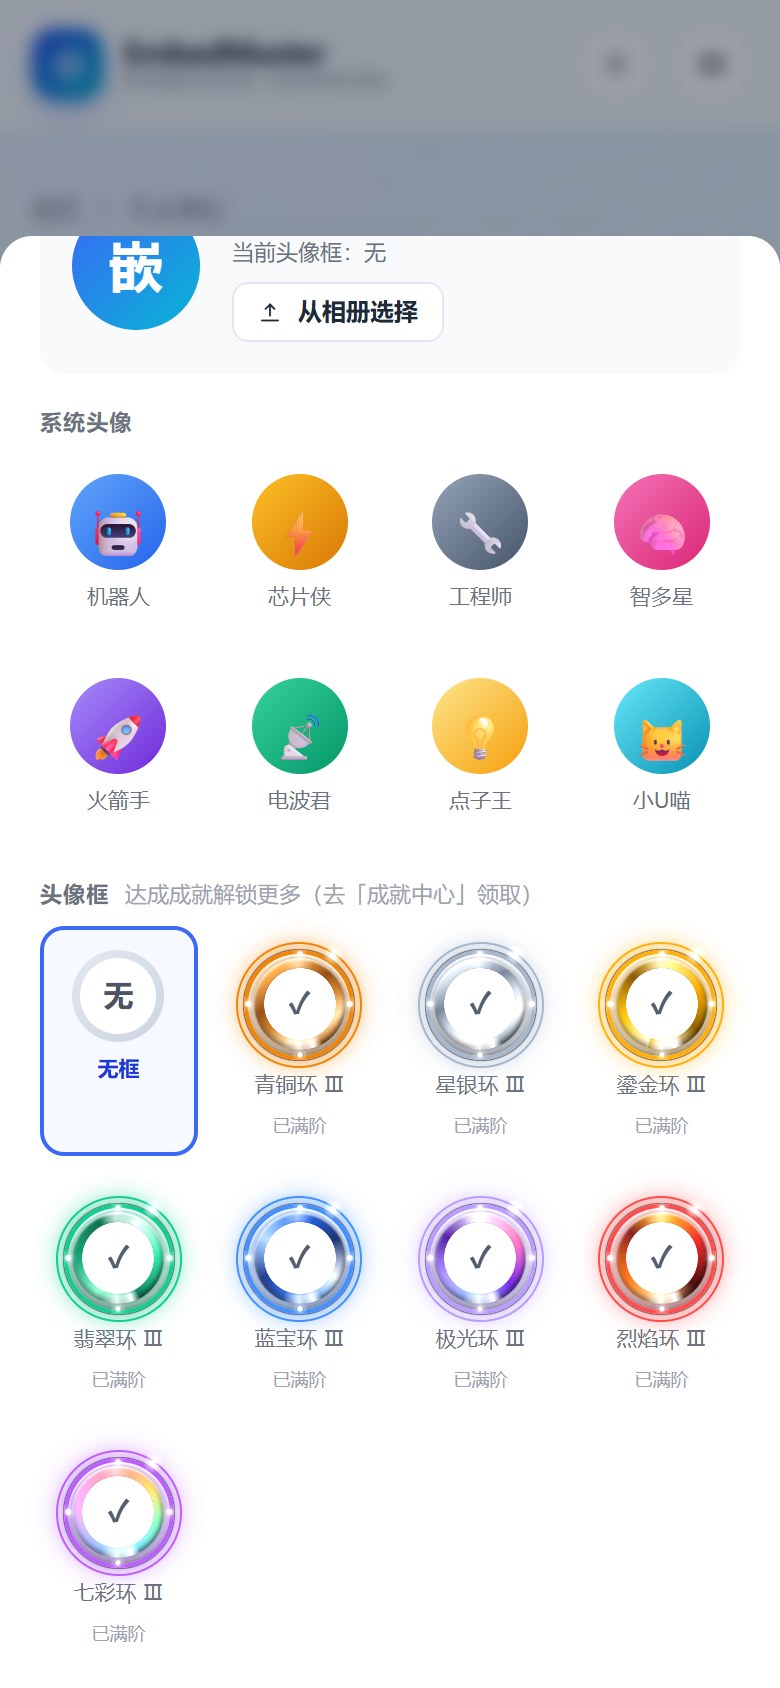 嵌
当前头像框：无
从相册选择
系统头像
机器人 芯片侠 工程师 智多星
火箭手 电波君 点子王 小U喵
头像框 达成成就解锁更多（去「成就中心」领取）
无
无框 青铜环 Ⅲ 星银环 Ⅲ 鎏金环 Ⅲ
已满阶 已满阶 已满阶
翡翠环 Ⅲ 蓝宝环 Ⅲ 极光环 Ⅲ 烈焰环 Ⅲ
已满阶 已满阶 已满阶 已满阶
七彩环 Ⅲ
已满阶